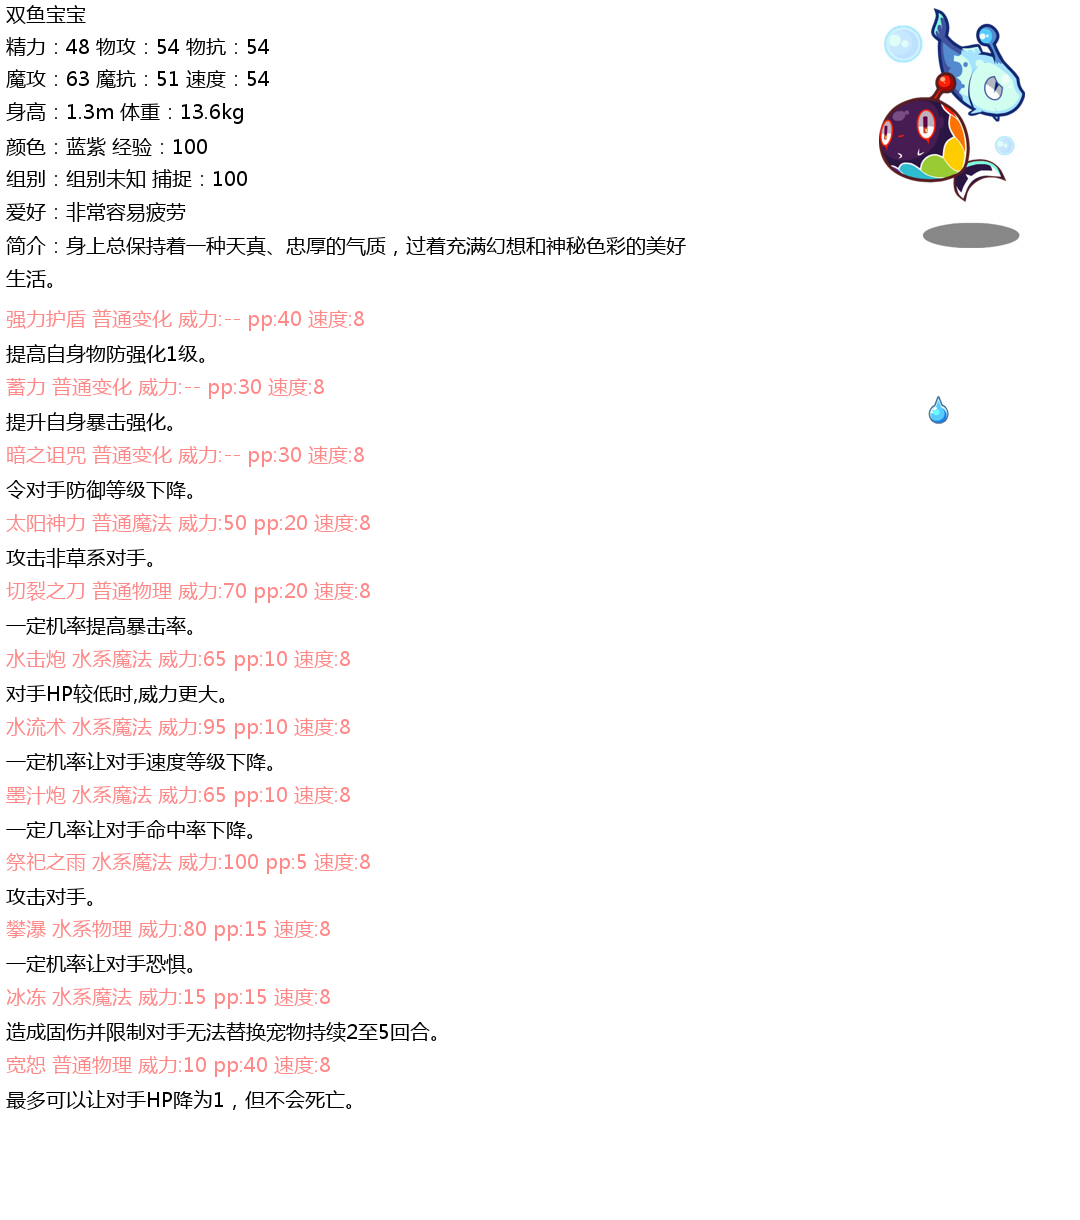 双鱼宝宝
精力：48 物攻：54 物抗：54
魔攻：63 魔抗：51 速度：54
身高：1.3m 体重：13.6kg
颜色：蓝紫 经验：100
组别：组别未知 捕捉：100
爱好：非常容易疲劳
简介：身上总保持着一种天真、忠厚的气质，过着充满幻想和神秘色彩的美好
生活。
强力护盾 普通变化 威力:-- pp:40 速度:8
提高自身物防强化1级。
蓄力 普通变化 威力:-- pp:30 速度:8
提升自身暴击强化。
暗之诅咒 普通变化 威力:-- pp:30 速度:8
令对手防御等级下降。
太阳神力 普通魔法 威力:50 pp:20 速度:8
攻击非草系对手。
切裂之刀 普通物理 威力:70 pp:20 速度:8
一定机率提高暴击率。
水击炮 水系魔法 威力:65 pp:10 速度:8
对手HP较低时,威力更大。
水流术 水系魔法 威力:95 pp:10 速度:8
一定机率让对手速度等级下降。
墨汁炮 水系魔法 威力:65 pp:10 速度:8
一定几率让对手命中率下降。
祭祀之雨 水系魔法 威力:100 pp:5 速度:8
攻击对手。
攀瀑 水系物理 威力:80 pp:15 速度:8
一定机率让对手恐惧。
冰冻 水系魔法 威力:15 pp:15 速度:8
造成固伤并限制对手无法替换宠物持续2至5回合。
宽恕 普通物理 威力:10 pp:40 速度:8
最多可以让对手HP降为1，但不会死亡。